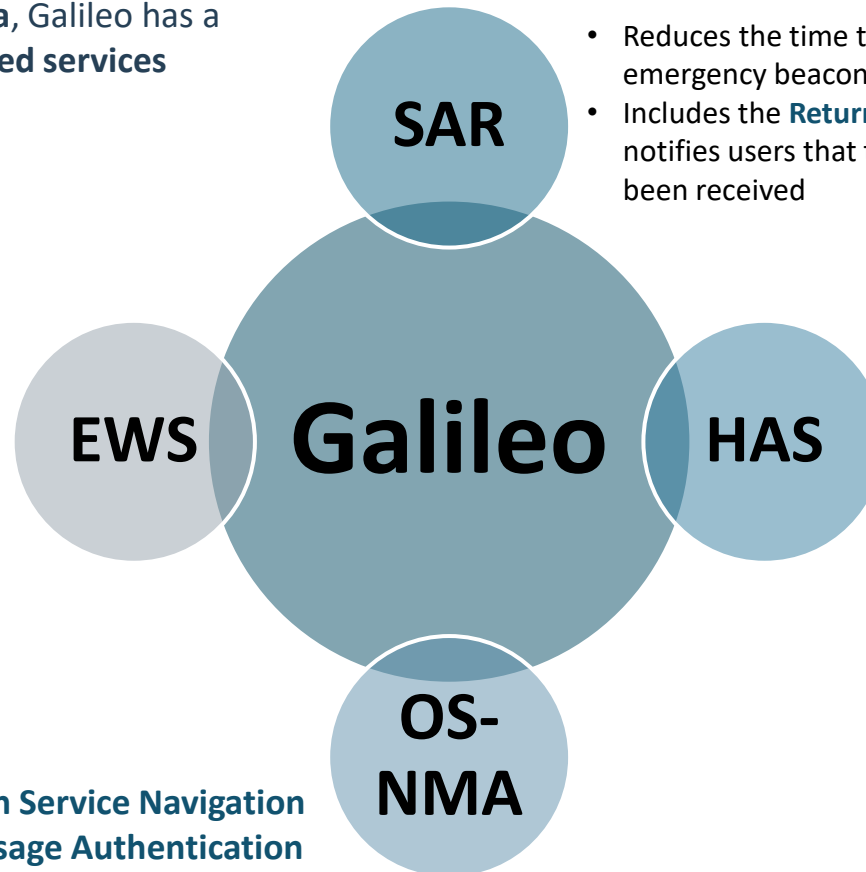 a, Galileo has a
ed services
• Reduces the time t
emergency beacon
• Includes the Return
notifies users that
been received
SAR
EWS
Galileo
HAS
OS-
NMA
n Service Navigation
sage Authentication